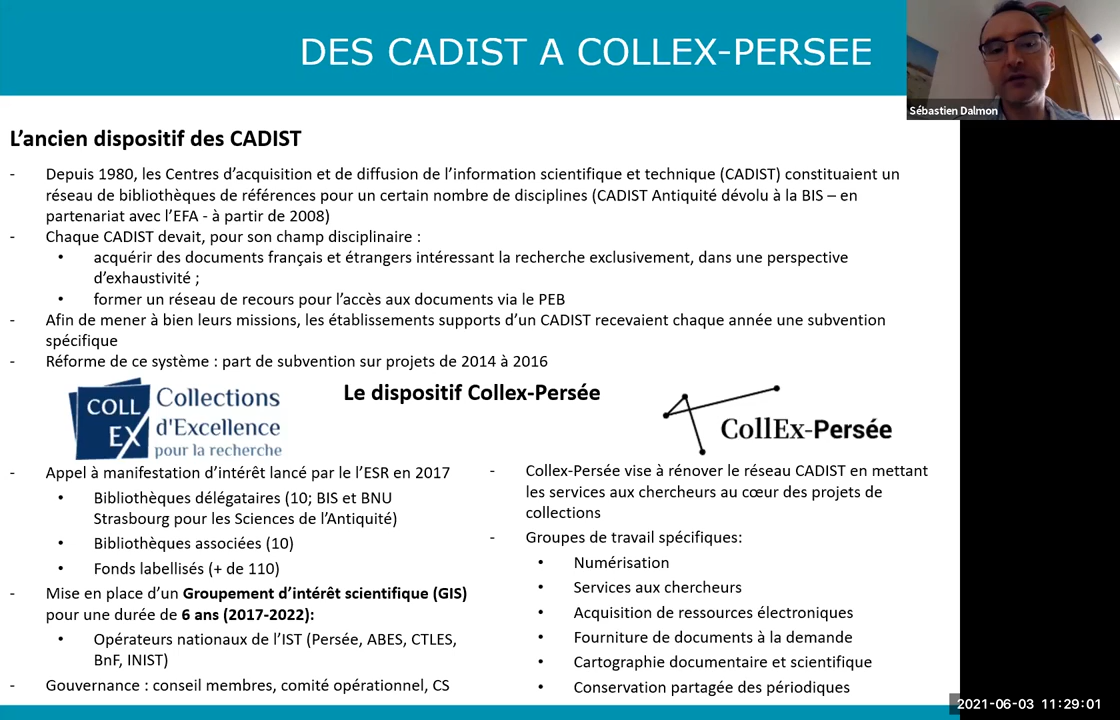 DES CADIST A COLLEX-PERSEE
Sébastien Dalmon
L’ancien dispositif des CADIST
- Depuis 1980, les Centres d’acquisition et de diffusion de l’information scientifique et technique (CADIST) constituaient un
réseau de bibliothèques de références pour un certain nombre de disciplines (CADIST Antiquité dévolu à la BIS – en
partenariat avec l’EFA - à partir de 2008)
- Chaque CADIST devait, pour son champ disciplinaire :
• acquérir des documents français et étrangers intéressant la recherche exclusivement, dans une perspective
d’exhaustivité ;
• former un réseau de recours pour l’accès aux documents via le PEB
- Afin de mener à bien leurs missions, les établissements supports d’un CADIST recevaient chaque année une subvention
spécifique
- Réforme de ce système : part de subvention sur projets de 2014 à 2016
COLL
EX
Collections
d'Excellence
pour la recherche
Le dispositif Collex-Persée
CollEx-Persée
- Appel à manifestation d’intérêt lancé par le l’ESR en 2017
• Bibliothèques délégataires (10; BIS et BNU
Strasbourg pour les Sciences de l’Antiquité)
• Bibliothèques associées (10)
• Fonds labellisés (+ de 110)
- Mise en place d’un Groupement d’intérêt scientifique (GIS)
pour une durée de 6 ans (2017-2022):
• Opérateurs nationaux de l’IST (Persée, ABES, CTLES,
BnF, INIST)
- Gouvernance : conseil membres, comité opérationnel, CS
- Collex-Persée vise à rénover le réseau CADIST en mettant
les services aux chercheurs au cœur des projets de
collections
- Groupes de travail spécifiques:
• Numérisation
• Services aux chercheurs
• Acquisition de ressources électroniques
• Fourniture de documents à la demande
• Cartographie documentaire et scientifique
• Conservation partagée des périodiques
2021-06-03 11:29:01